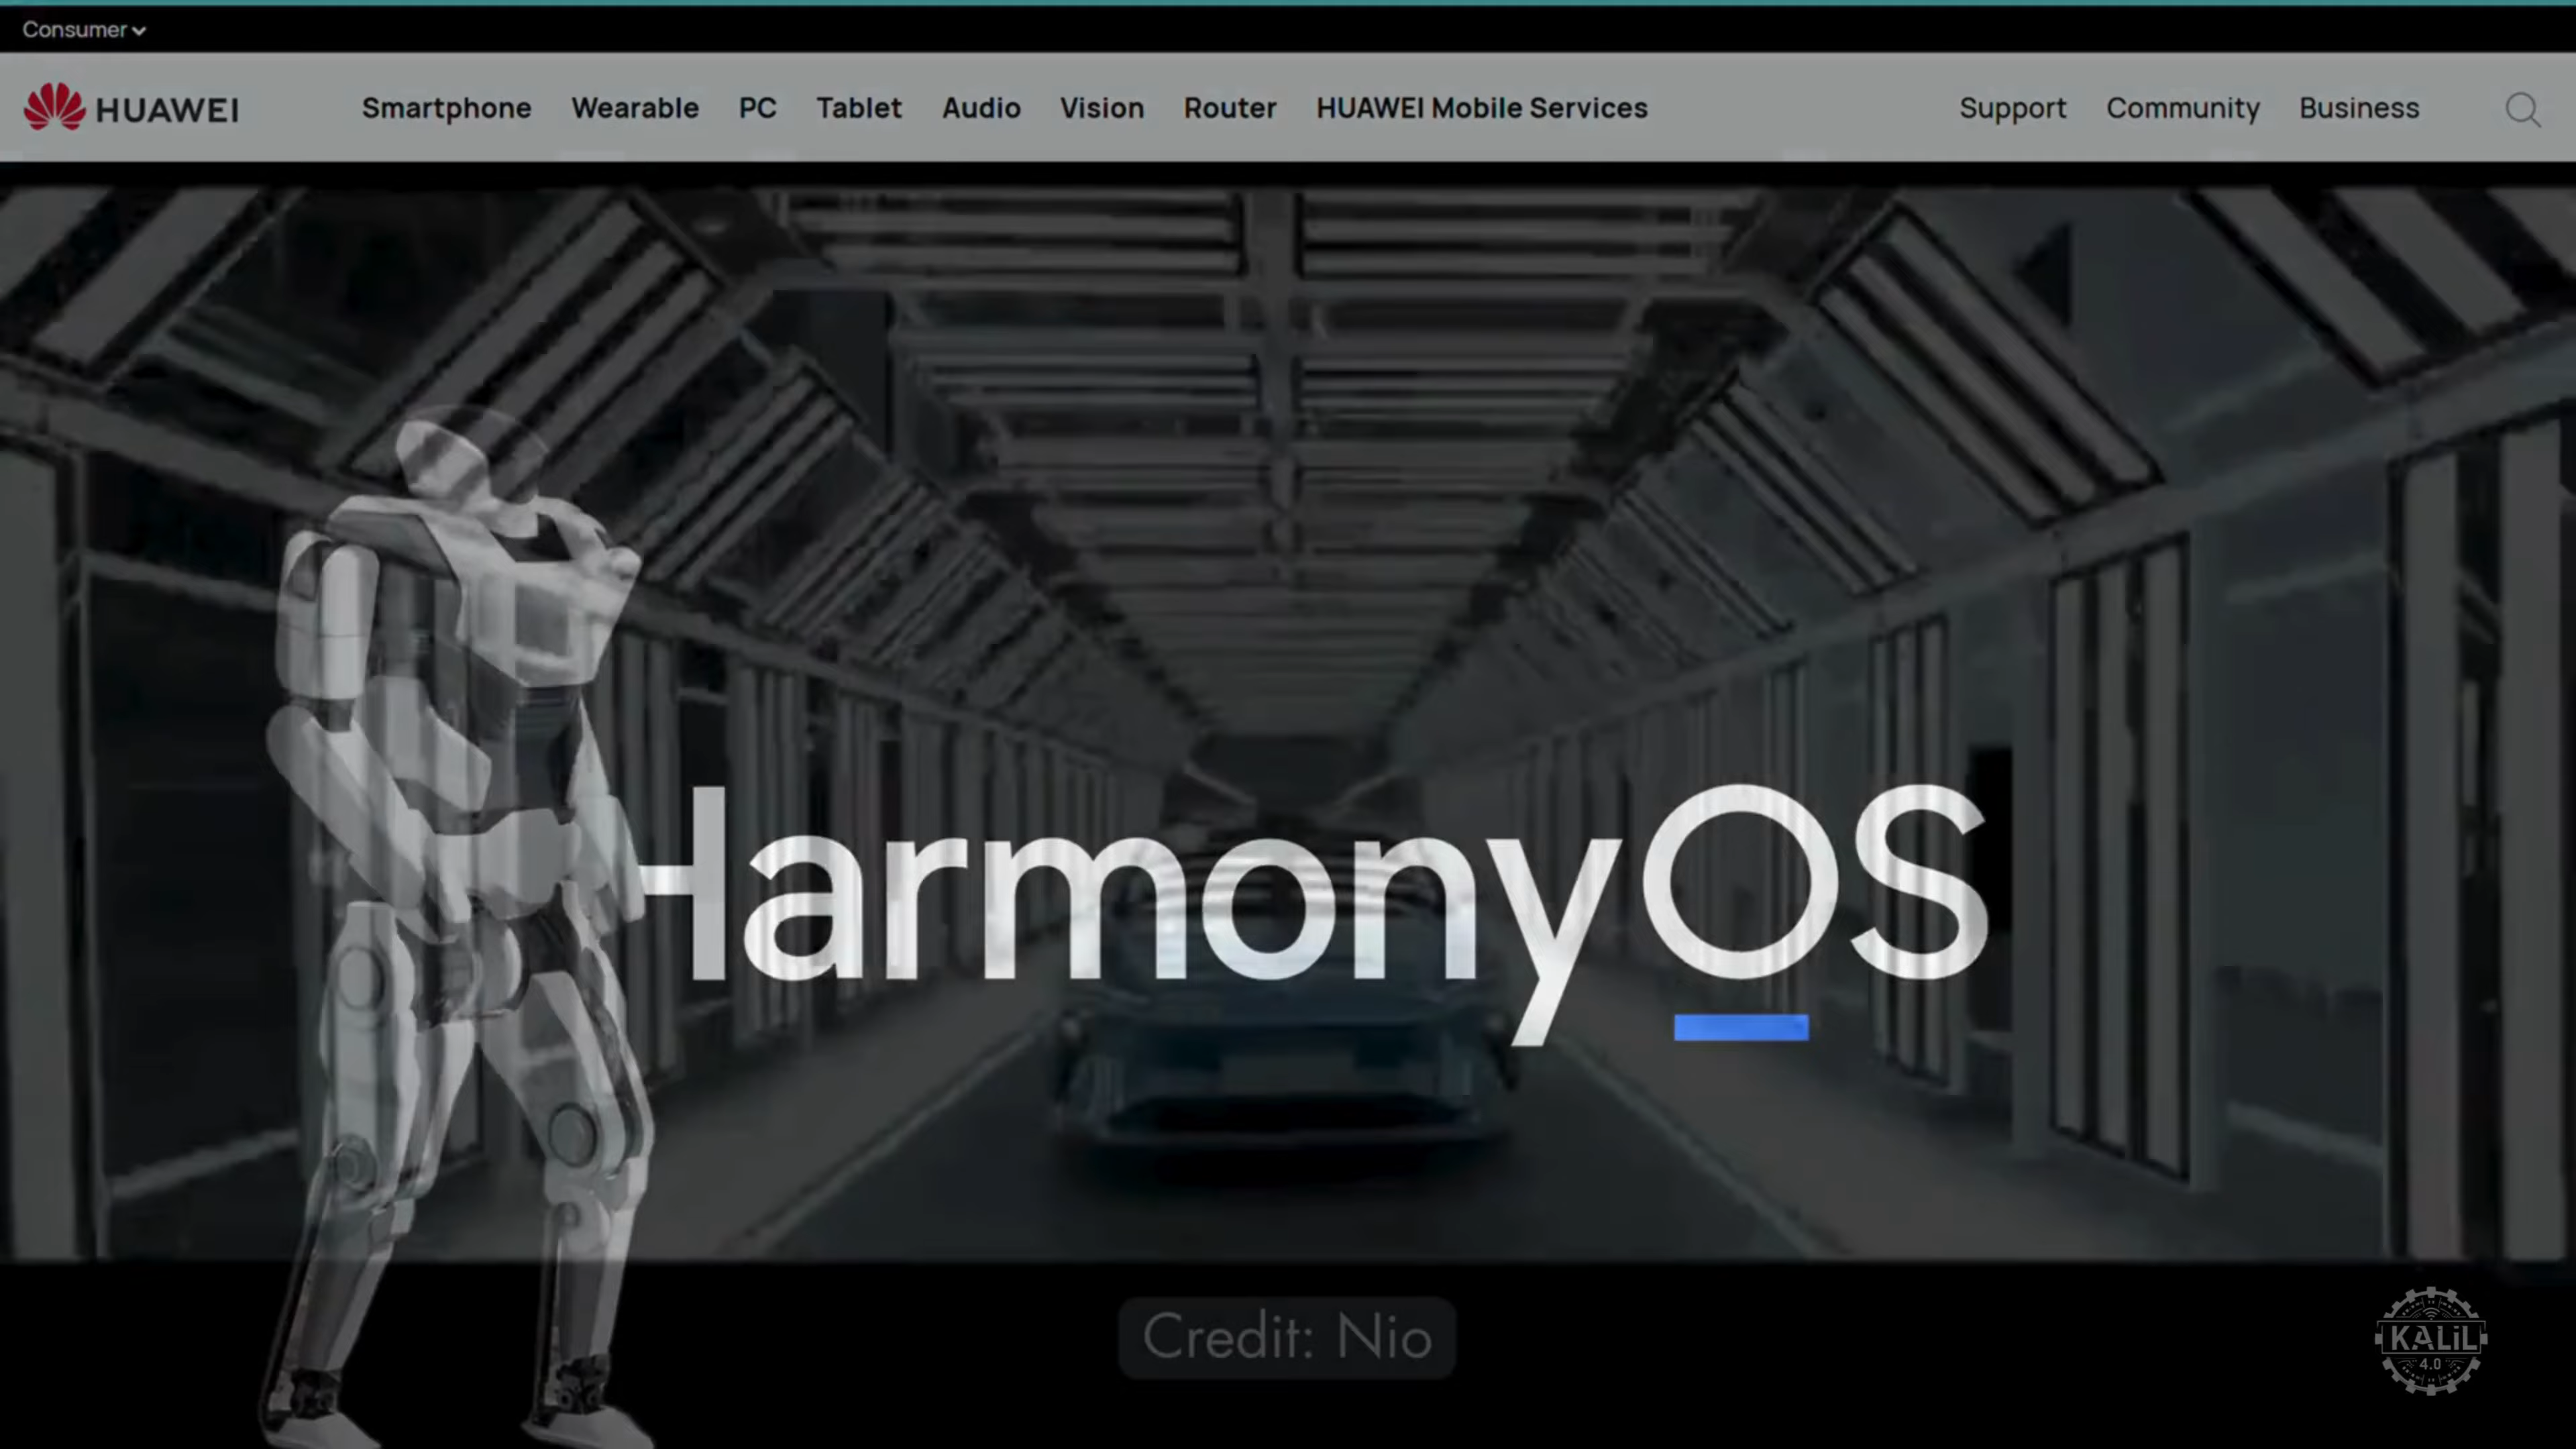 Consumer
HUAWEI Smartphone Wearable PC Tablet Audio Vision Router HUAWEI Mobile Services Support Community Business
HarmonyOS
Credit: Nio
KALiL
4.0